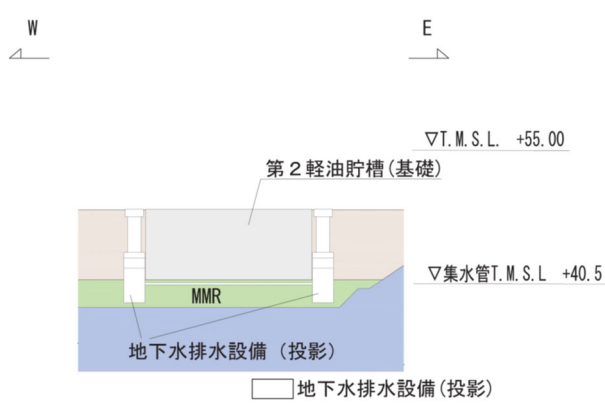 W
E
▽T.M.S.L. +55.00
第2軽油貯槽(基礎)
▽集水管T.M.S.L +40.5
MMR
地下水排水設備(投影)
地下水排水設備(投影)